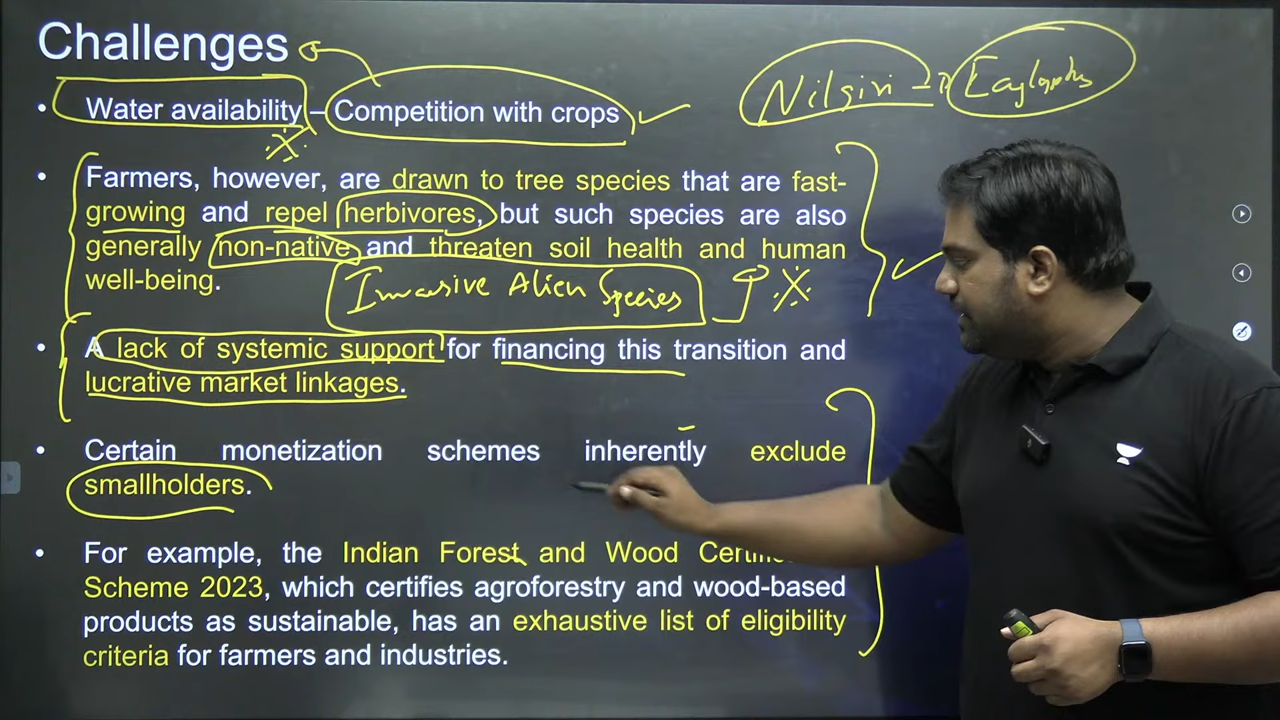 Challenges
• Water availability – Competition with crops
Nilgiri
• Farmers, however, are drawn to tree species that are fast-
growing and repel herbivores, but such species are also
generally non-native and threaten soil health and human
well-being.
Invasive Alien Species
• A lack of systemic support for financing this transition and
lucrative market linkages.
• Certain monetization schemes inherently exclude
smallholders.
• For example, the Indian Forest and Wood
Scheme 2023, which certifies agroforestry and wood-based
products as sustainable, has an exhaustive list of eligibility
criteria for farmers and industries.